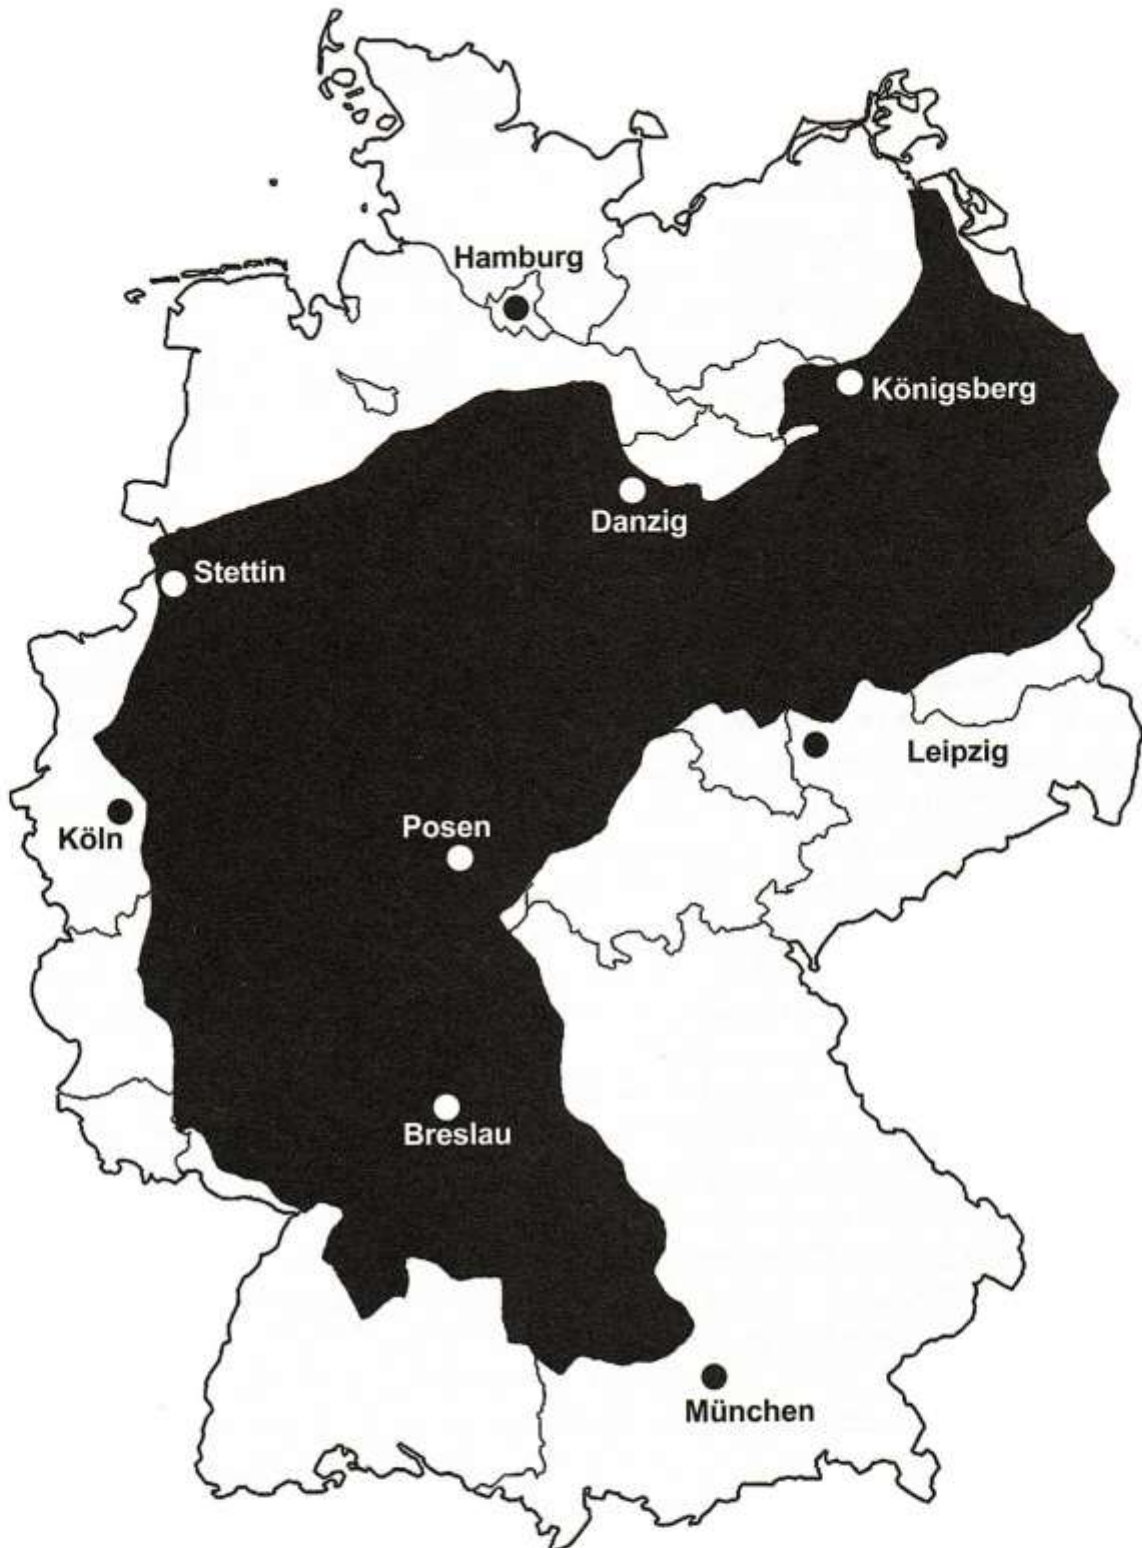 Hamburg
Königsberg
Danzig
Stettin
Leipzig
Posen
Köln
Breslau
München